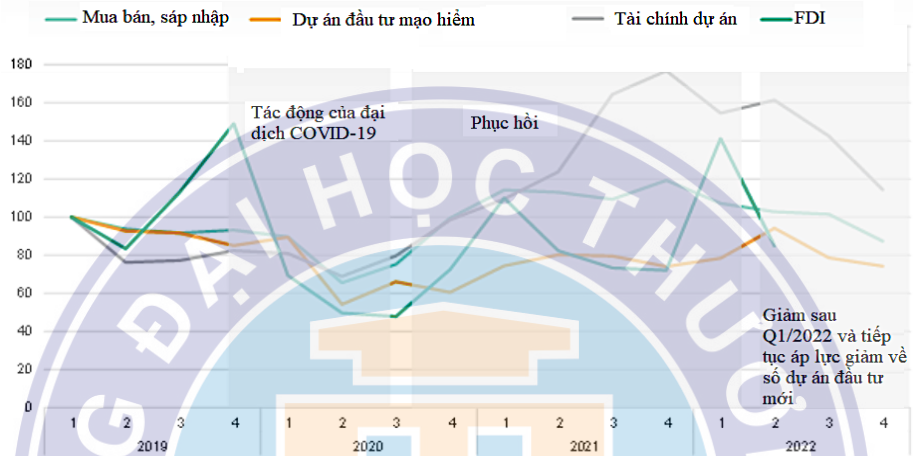 Mua bán, sáp nhập Dự án đầu tư mạo hiểm Tài chính dự án FDI
180
160
140
120
100
80
60
40
20
0
Tác động của đại
dịch COVID-19
Phục hồi
Giảm sau
Q1/2022 và tiếp
tục áp lực giảm về
số dự án đầu tư
mới
G ĐẠI HỌC THƯƠ
1 2 3 4 1 2 3 4 1 2 3 4 1 2 3 4
2019 2020 2021 2022